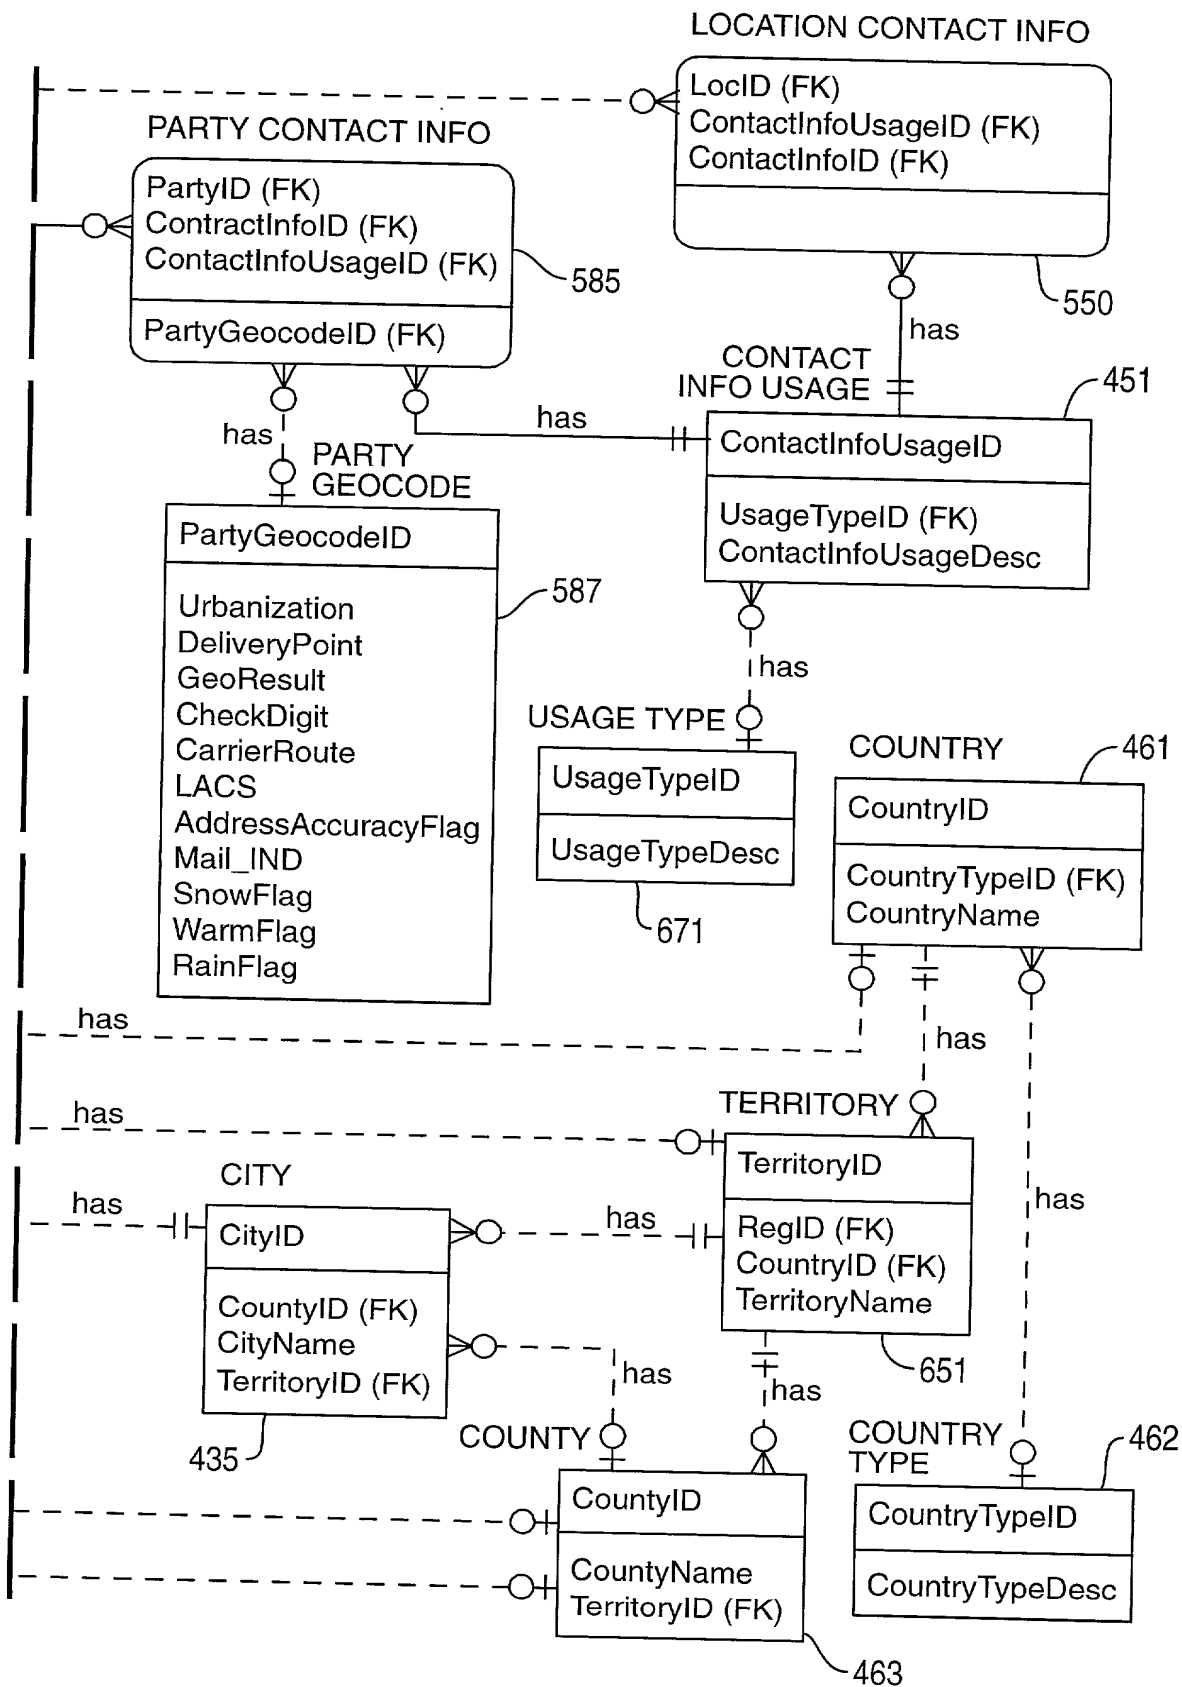 LOCATION CONTACT INFO
LocID (FK)
ContactInfoUsageID (FK)
ContactInfoID (FK)
550
has
PARTY CONTACT INFO
PartyID (FK)
ContractInfoID (FK)
ContactInfoUsageID (FK)
PartyGeocodeID (FK)
585
has
has
CONTACT
INFO USAGE
451
ContactInfoUsageID
UsageTypeID (FK)
ContactInfoUsageDesc
has
PARTY
GEOCODE
PartyGeocodeID
Urbanization
DeliveryPoint
GeoResult
CheckDigit
CarrierRoute
LACS
AddressAccuracyFlag
Mail_IND
SnowFlag
WarmFlag
RainFlag
587
USAGE TYPE
UsageTypeID
UsageTypeDesc
671
COUNTRY
461
CountryID
CountryTypeID (FK)
CountryName
has
has
has
has
TERRITORY
TerritoryID
RegID (FK)
CountryID (FK)
TerritoryName
651
CITY
has
CityID
CountyID (FK)
CityName
TerritoryID (FK)
435
has
has
has
COUNTY
CountyID
CountyName
TerritoryID (FK)
463
COUNTRY
TYPE
462
CountryTypeID
CountryTypeDesc